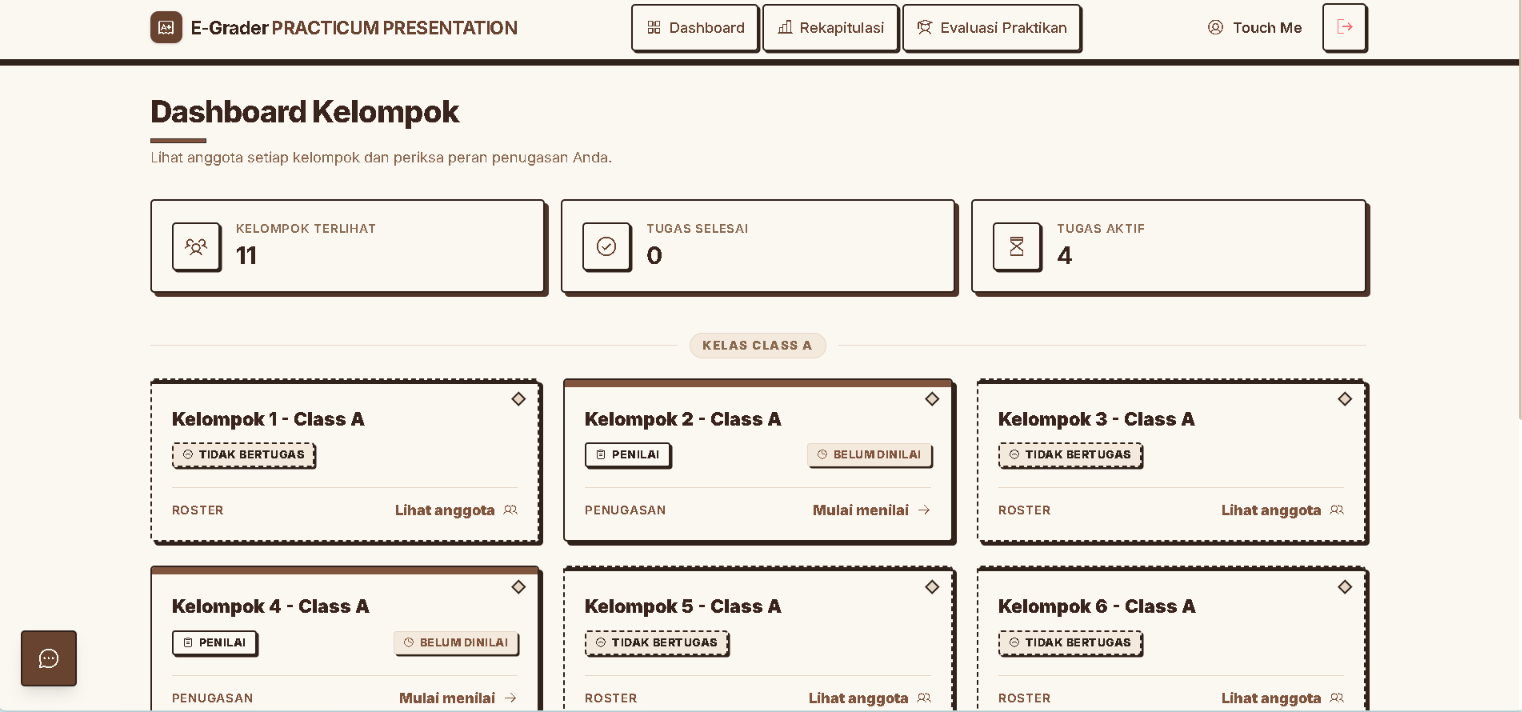 E-Grader PRACTICUM PRESENTATION
Dashboard
Rekapitulasi
Evaluasi Praktikan
Touch Me
Dashboard Kelompok
Lihat anggota setiap kelompok dan periksa peran penugasan Anda.
KELOMPOK TERLIHAT
11
TUGAS SELESAI
0
TUGAS AKTIF
4
KELAS CLASS A
Kelompok 1 - Class A
TIDAK BERTUGAS
ROSTER
Lihat anggota
Kelompok 2 - Class A
PENILAI
BELUM DINILAI
PENUGASAN
Mulai menilai
Kelompok 3 - Class A
TIDAK BERTUGAS
ROSTER
Lihat anggota
Kelompok 4 - Class A
PENILAI
BELUM DINILAI
PENUGASAN
Mulai menilai
Kelompok 5 - Class A
TIDAK BERTUGAS
ROSTER
Lihat anggota
Kelompok 6 - Class A
TIDAK BERTUGAS
ROSTER
Lihat anggota